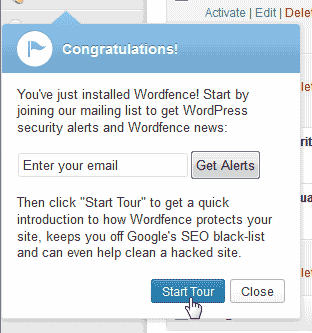 Activate | Edit | Delet
Congratulations!
You've just installed Wordfence! Start by
joining our mailing list to get WordPress
security alerts and Wordfence news:
Enter your email
Get Alerts
Then click "Start Tour" to get a quick
introduction to how Wordfence protects your
site, keeps you off Google's SEO black-list
and can even help clean a hacked site.
Start Tour
Close